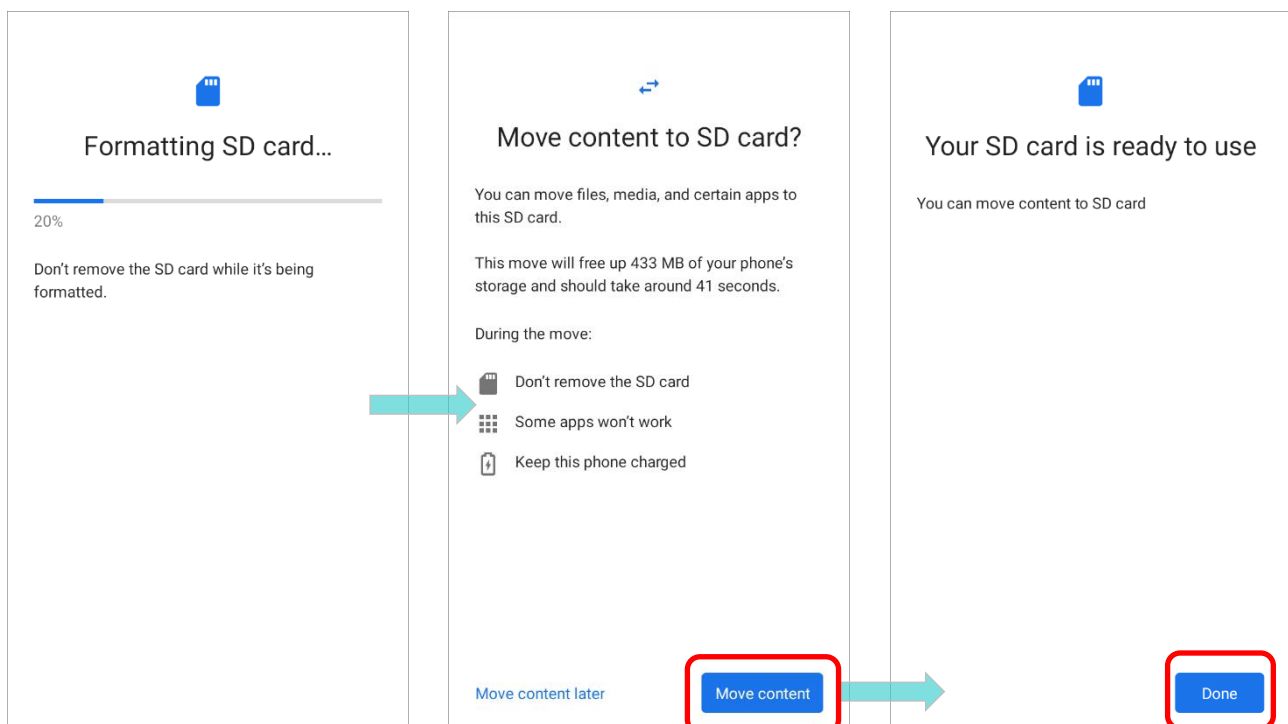 Formatting SD card...
20%
Don't remove the SD card while it's being
formatted.
Move content to SD card?
You can move files, media, and certain apps to
this SD card.
This move will free up 433 MB of your phone's
storage and should take around 41 seconds.
During the move:
Don't remove the SD card
Some apps won't work
Keep this phone charged
Move content later
Move content
Your SD card is ready to use
You can move content to SD card
Done